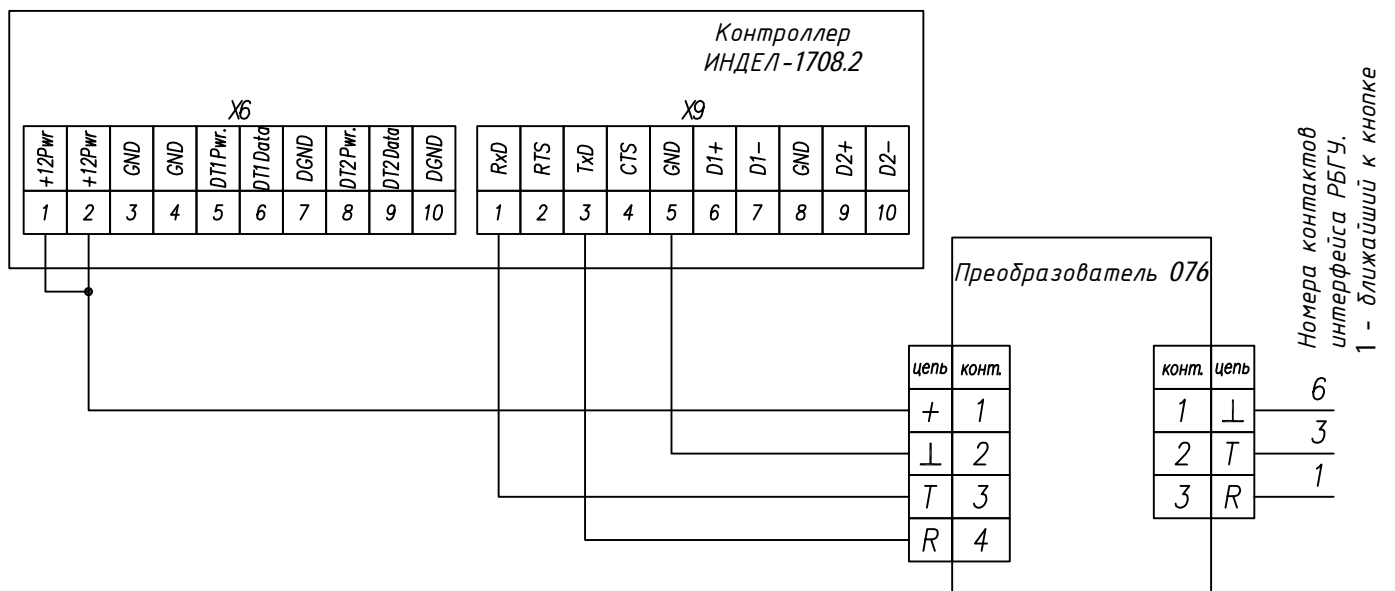 Контроллер
ИНДЕЛ-1708.2
X6
X9
+12Pwr +12Pwr GND GND DT1Pwr. DT1Data DGND DT2Pwr. DT2Data DGND
1 2 3 4 5 6 7 8 9 10
RxD RTS TxD CTS GND D1+ D1- GND D2+ D2-
1 2 3 4 5 6 7 8 9 10
Преобразователь 076
цепь конт.
+ 1
⊥ 2
T 3
R 4
конт. цепь
1 ⊥ 6
2 T 3
3 R 1
Номера контактов
интерфейса РБГУ.
1 - ближайший к кнопке